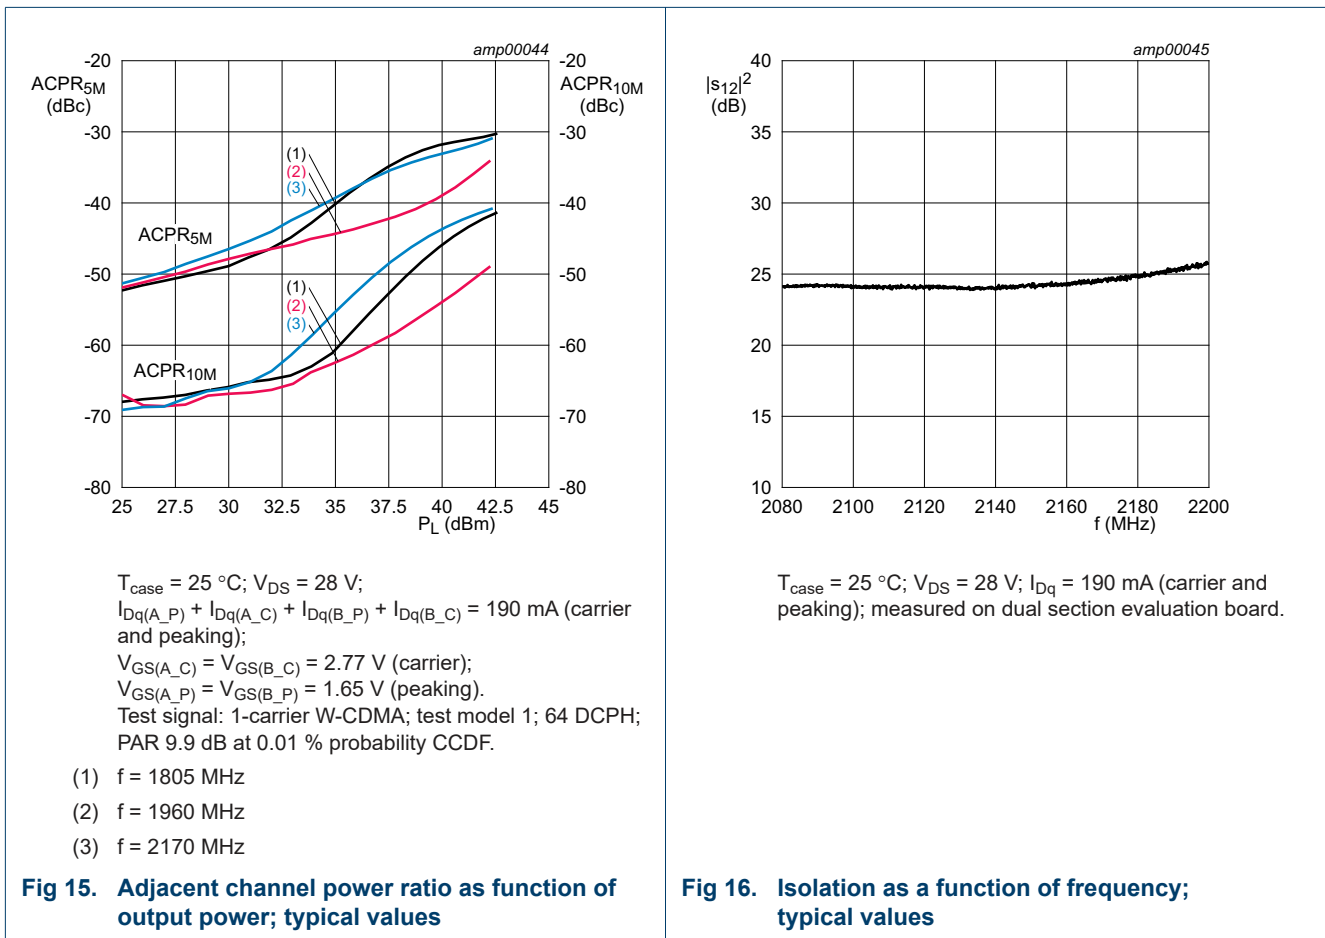 amp00044
-20
-20
ACPR5M
(dBc)
ACPR10M
(dBc)
-30
-30
(1)
(2)
(3)
-40
-40
ACPR5M
-50
-50
(1)
(2)
(3)
-60
-60
ACPR10M
-70
-70
-80
-80
25 27.5 30 32.5 35 37.5 40 42.5 45
PL (dBm)
Tcase = 25 °C; VDS = 28 V;
IDq(A_P) + IDq(A_C) + IDq(B_P) + IDq(B_C) = 190 mA (carrier
and peaking);
VGS(A_C) = VGS(B_C) = 2.77 V (carrier);
VGS(A_P) = VGS(B_P) = 1.65 V (peaking).
Test signal: 1-carrier W-CDMA; test model 1; 64 DCPH;
PAR 9.9 dB at 0.01 % probability CCDF.
(1) f = 1805 MHz
(2) f = 1960 MHz
(3) f = 2170 MHz
Fig 15. Adjacent channel power ratio as function of
output power; typical values
amp00045
40
|s12|²
(dB)
35
30
25
20
15
10
2080 2100 2120 2140 2160 2180 2200
f (MHz)
Tcase = 25 °C; VDS = 28 V; IDq = 190 mA (carrier and
peaking); measured on dual section evaluation board.
Fig 16. Isolation as a function of frequency;
typical values